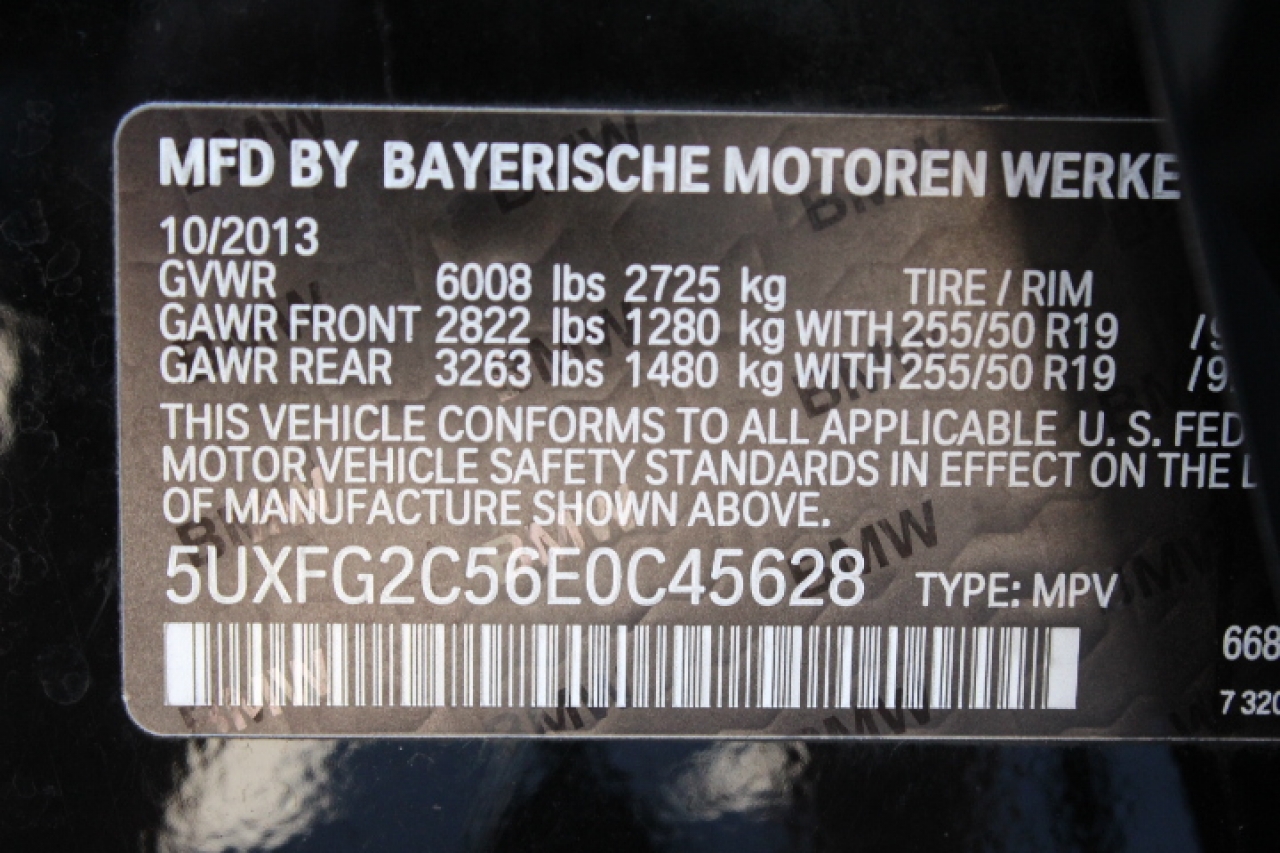 MFD BY BAYERISCHE MOTOREN WERKE
10/2013
GVWR 6008 lbs 2725 kg TIRE / RIM
GAWR FRONT 2822 lbs 1280 kg WITH 255/50 R19 /9
GAWR REAR 3263 lbs 1480 kg WITH 255/50 R19 /9
THIS VEHICLE CONFORMS TO ALL APPLICABLE U. S. FED
MOTOR VEHICLE SAFETY STANDARDS IN EFFECT ON THE
OF MANUFACTURE SHOWN ABOVE.
5UXFG2C56E0C45628 TYPE: MPV
668
7 320